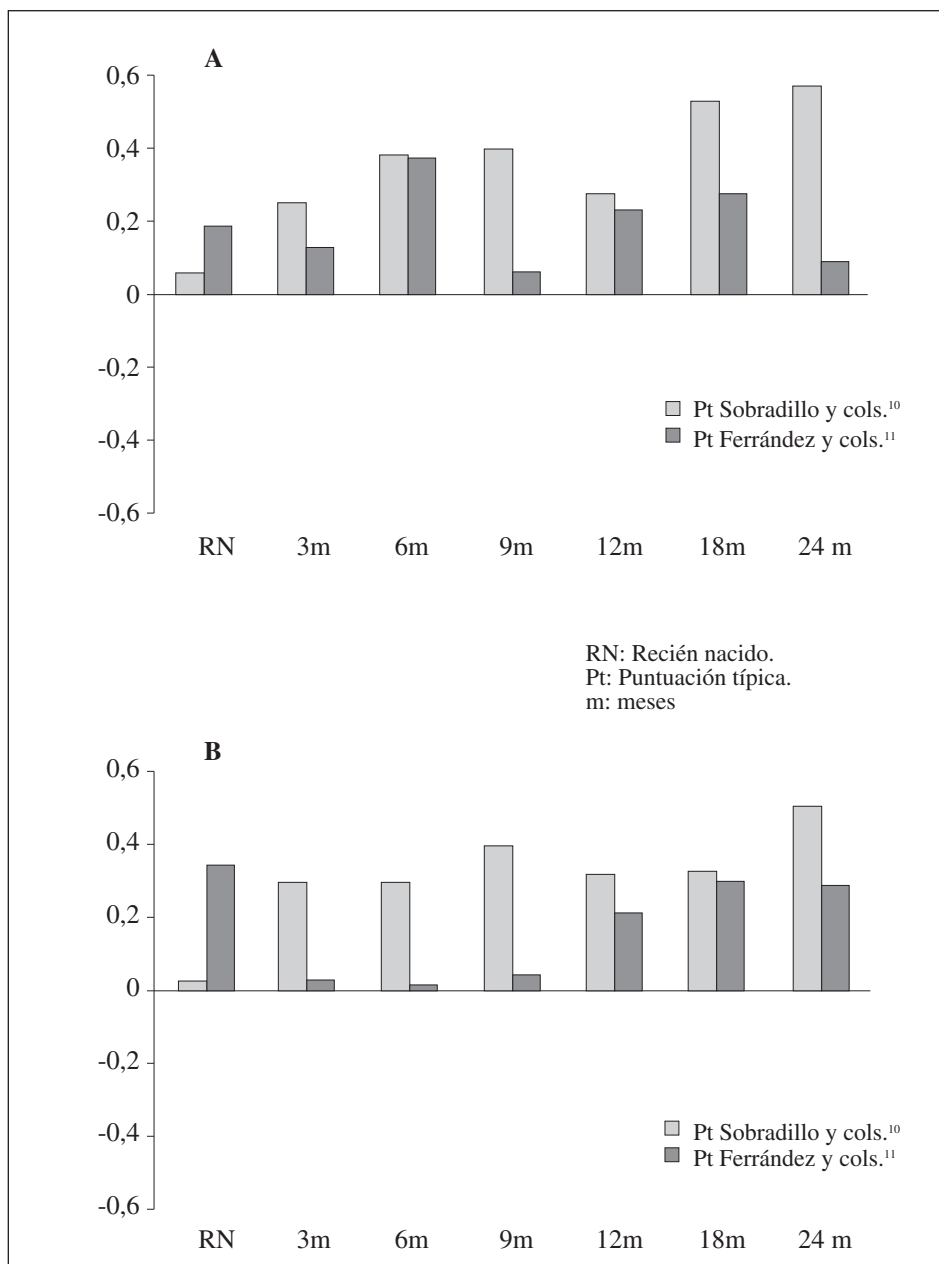 A
0,6
0,4
0,2
0
-0,2
-0,4
-0,6
Pt Sobradillo y cols.¹⁰
Pt Ferrández y cols.¹¹
RN 3m 6m 9m 12m 18m 24 m
RN: Recién nacido.
Pt: Puntuación típica.
m: meses
B
0,6
0,4
0,2
0
-0,2
-0,4
-0,6
Pt Sobradillo y cols.¹⁰
Pt Ferrández y cols.¹¹
RN 3m 6m 9m 12m 18m 24 m